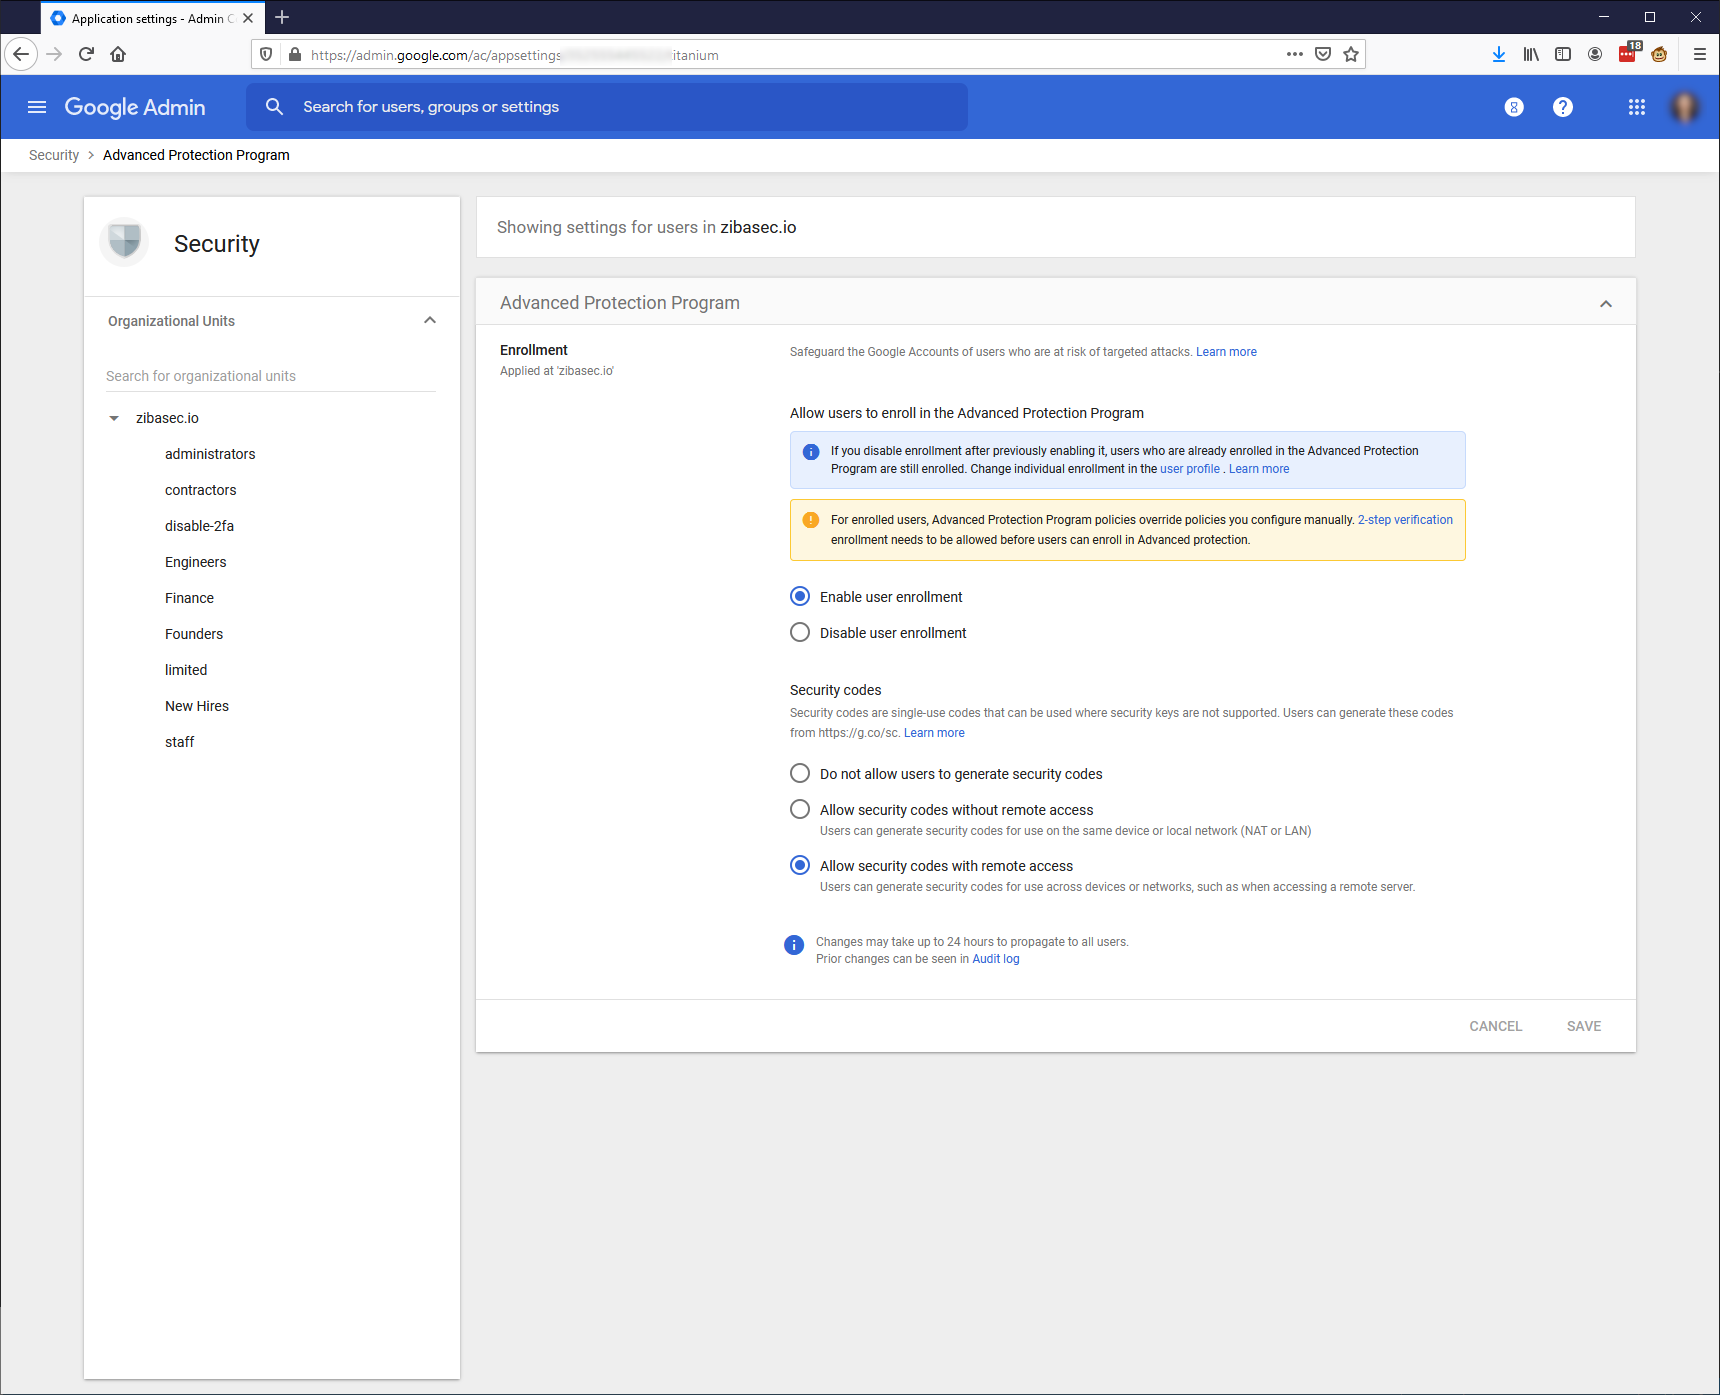 Application settings - Admin C
https://admin.google.com/ac/appsettings itanium
18
Google Admin
Search for users, groups or settings
Security > Advanced Protection Program
Security
Organizational Units
Search for organizational units
zibasec.io
administrators
contractors
disable-2fa
Engineers
Finance
Founders
limited
New Hires
staff
Showing settings for users in zibasec.io
Advanced Protection Program
Enrollment
Applied at 'zibasec.io'
Safeguard the Google Accounts of users who are at risk of targeted attacks. Learn more
Allow users to enroll in the Advanced Protection Program
If you disable enrollment after previously enabling it, users who are already enrolled in the Advanced Protection
Program are still enrolled. Change individual enrollment in the user profile . Learn more
For enrolled users, Advanced Protection Program policies override policies you configure manually. 2-step verification
enrollment needs to be allowed before users can enroll in Advanced protection.
Enable user enrollment
Disable user enrollment
Security codes
Security codes are single-use codes that can be used where security keys are not supported. Users can generate these codes
from https://g.co/sc. Learn more
Do not allow users to generate security codes
Allow security codes without remote access
Users can generate security codes for use on the same device or local network (NAT or LAN)
Allow security codes with remote access
Users can generate security codes for use across devices or networks, such as when accessing a remote server.
Changes may take up to 24 hours to propagate to all users.
Prior changes can be seen in Audit log
CANCEL
SAVE